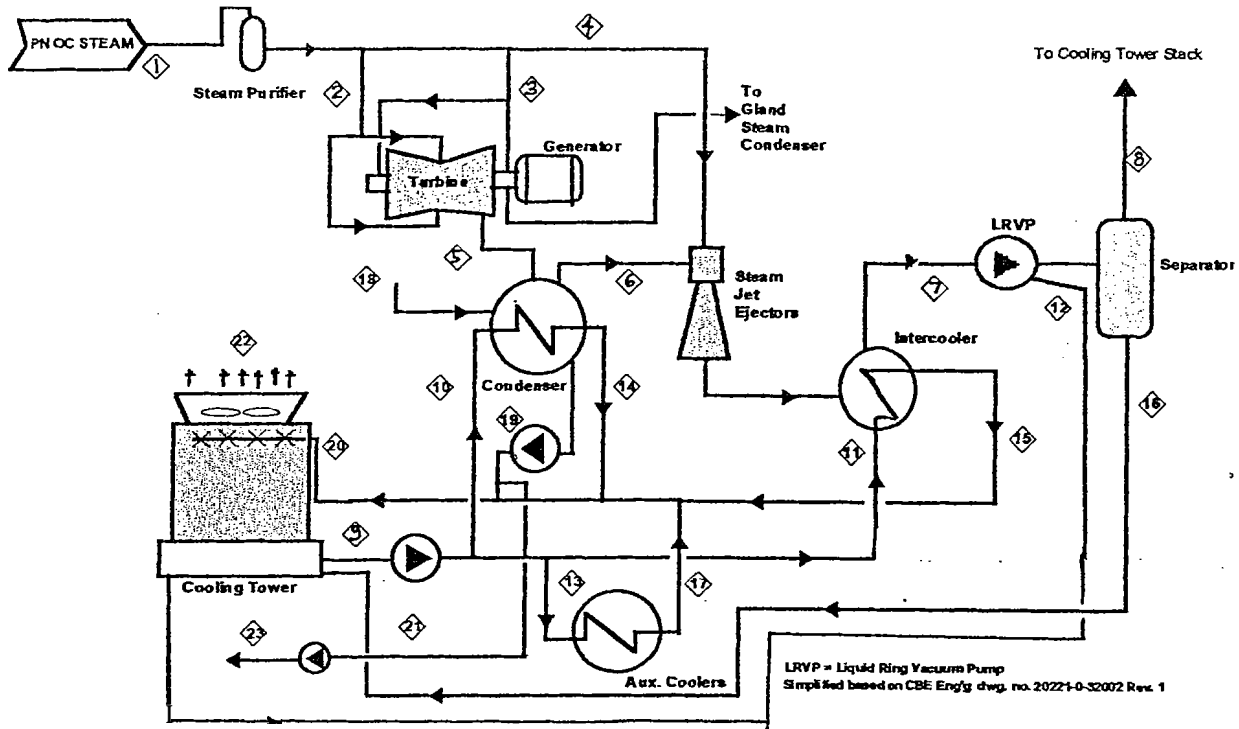 4
PNOC STEAM
1
Steam Purifier
2
3
To Cooling Tower Stack
To
Gland
Steam
Condenser
8
Generator
Turbine
LRVP
5
18
6
Steam
Jet
Ejectors
7
12
Separator
Intercooler
22
10
Condenser
14
16
19
20
11
15
9
Cooling Tower
13
17
21
23
Aux. Coolers
LRVP = Liquid Ring Vacuum Pump
Simplified based on CBE Eng'g. dwg. no. 20221-0-32002 Rev. 1